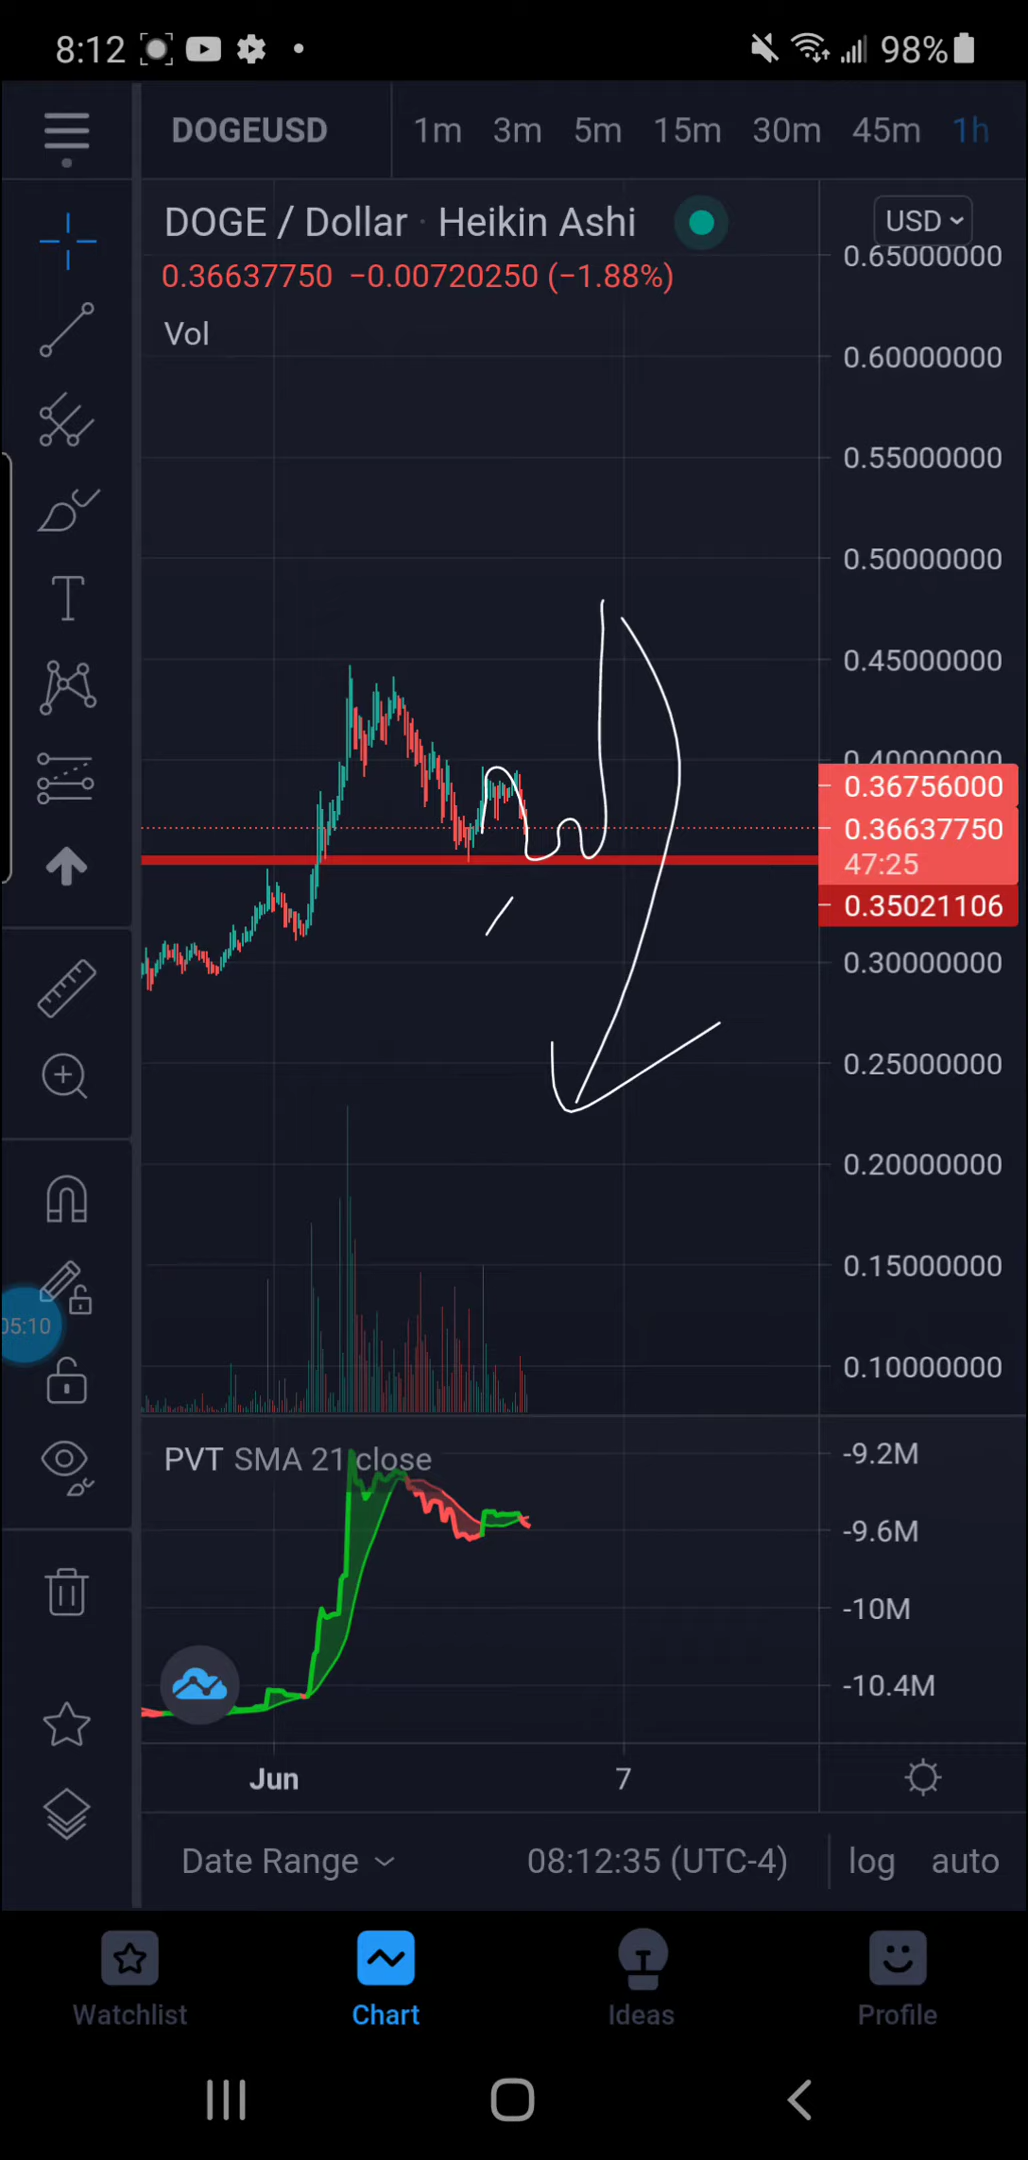 8:12 98%
DOGEUSD 1m 3m 5m 15m 30m 45m 1h
DOGE / Dollar · Heikin Ashi USD
0.36637750 −0.00720250 (−1.88%)
Vol
0.65000000
0.60000000
0.55000000
0.50000000
0.45000000
0.40000000
0.36756000
0.36637750
47:25
0.35021106
0.30000000
0.25000000
0.20000000
0.15000000
05:10
0.10000000
PVT SMA 21 close -9.2M
-9.6M
-10M
-10.4M
Jun 7
Date Range 08:12:35 (UTC-4) log auto
Watchlist Chart Ideas Profile